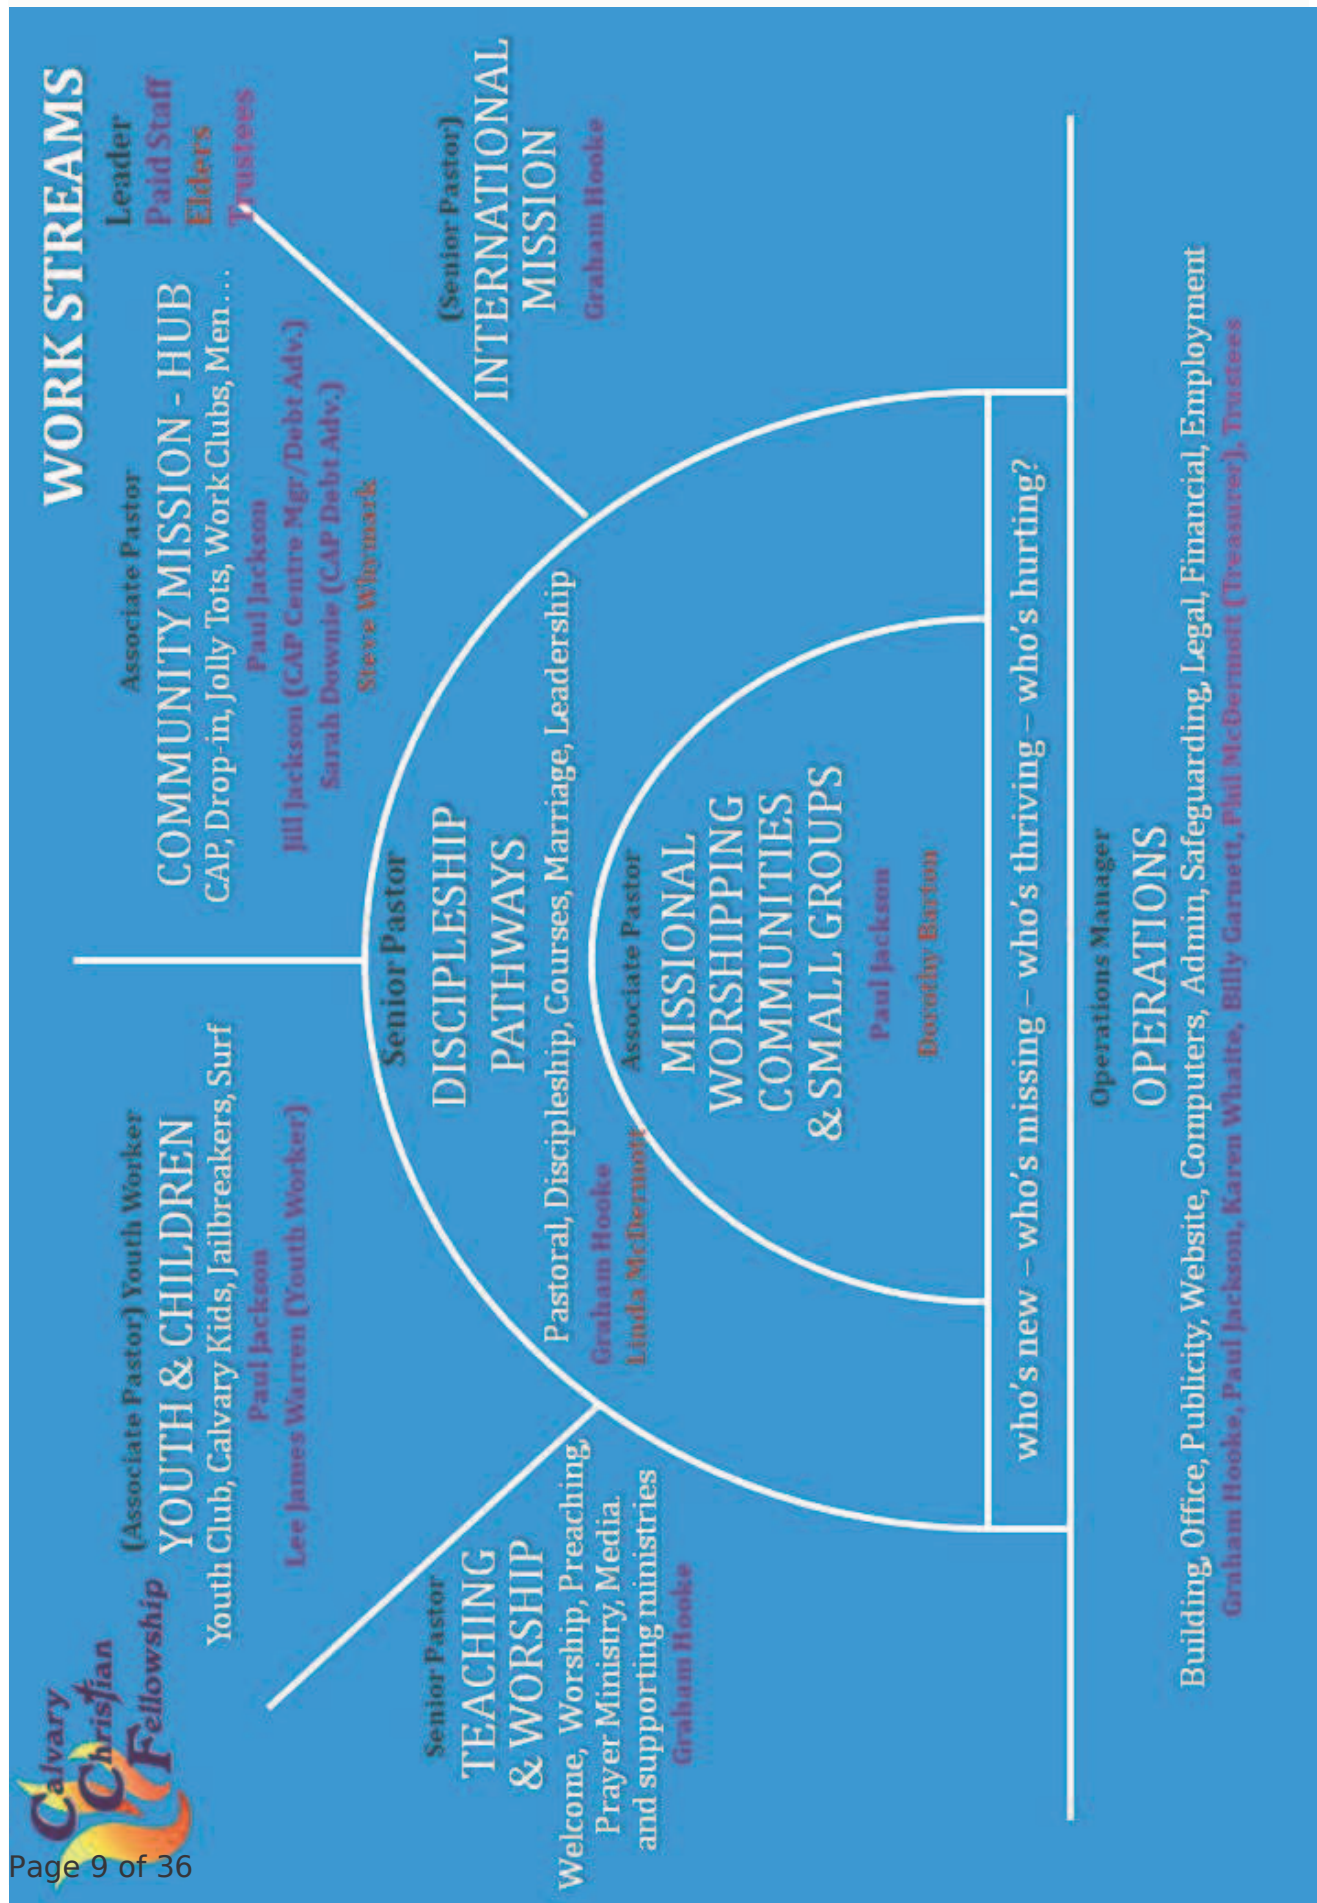 Calvary
Christian
Fellowship
WORK STREAMS
Leader
Paid Staff
Elders
Trustees
(Associate Pastor) Youth Worker
YOUTH & CHILDREN
Youth Club, Calvary Kids, Jailbreakers, Surf
Paul Jackson
Lee James Warren (Youth Worker)
Associate Pastor
COMMUNITY MISSION - HUB
CAP, Drop-in, Jolly Tots, Work Clubs, Men...
Paul Jackson
Jill Jackson (CAP Centre Mgr/Debt Adv.)
Sarah Downie (CAP Debt Adv.)
Steve Whymark
Senior Pastor
TEACHING
& WORSHIP
Welcome, Worship, Preaching,
Prayer Ministry, Media.
and supporting ministries
Graham Hooke
Senior Pastor
DISCIPLESHIP
PATHWAYS
Pastoral, Discipleship, Courses, Marriage, Leadership
Graham Hooke
Linda McDermott
(Senior Pastor)
INTERNATIONAL
MISSION
Graham Hooke
Associate Pastor
MISSIONAL
WORSHIPPING
COMMUNITIES
& SMALL GROUPS
Paul Jackson
Dorothy Barton
who's new – who's missing – who's thriving – who's hurting?
Operations Manager
OPERATIONS
Building, Office, Publicity, Website, Computers, Admin, Safeguarding, Legal, Financial, Employment
Graham Hooke, Paul Jackson, Karen Whaite, Billy Garnett, Phil McDermott (Treasurer), Trustees
Page 9 of 36